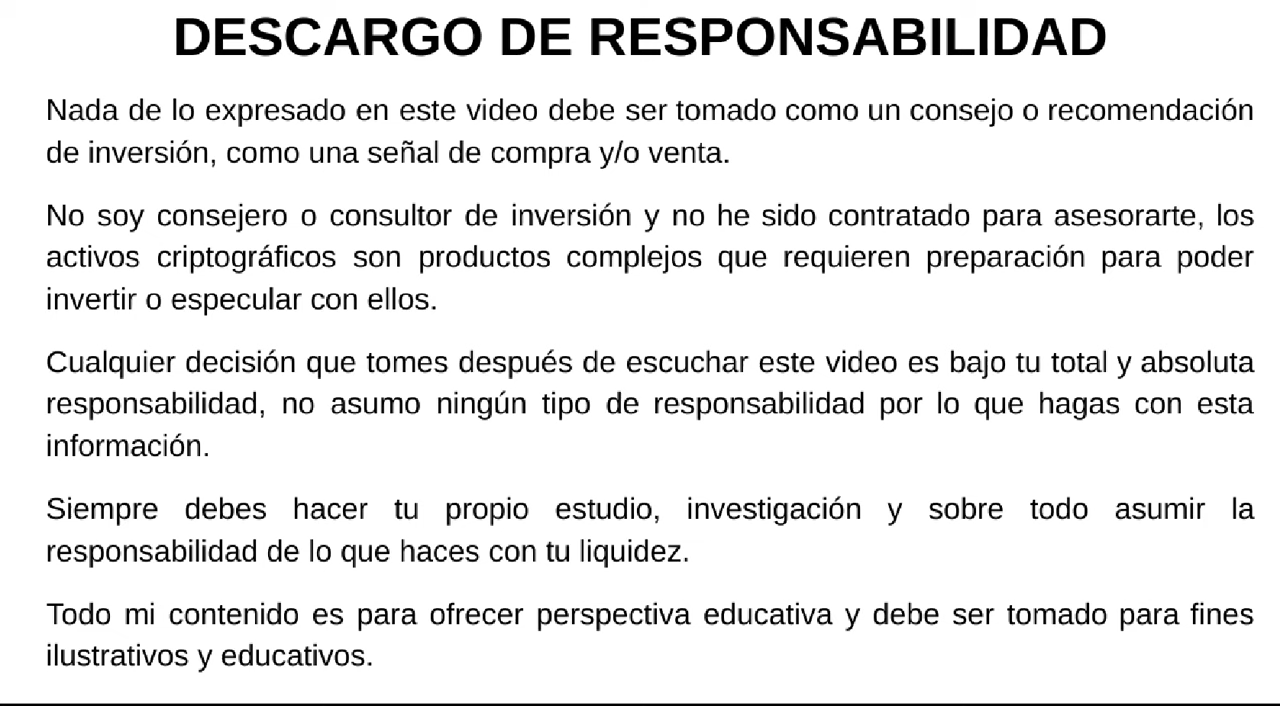 DESCARGO DE RESPONSABILIDAD
Nada de lo expresado en este video debe ser tomado como un consejo o recomendación
de inversión, como una señal de compra y/o venta.
No soy consejero o consultor de inversión y no he sido contratado para asesorarte, los
activos criptográficos son productos complejos que requieren preparación para poder
invertir o especular con ellos.
Cualquier decisión que tomes después de escuchar este video es bajo tu total y absoluta
responsabilidad, no asumo ningún tipo de responsabilidad por lo que hagas con esta
información.
Siempre debes hacer tu propio estudio, investigación y sobre todo asumir la
responsabilidad de lo que haces con tu liquidez.
Todo mi contenido es para ofrecer perspectiva educativa y debe ser tomado para fines
ilustrativos y educativos.